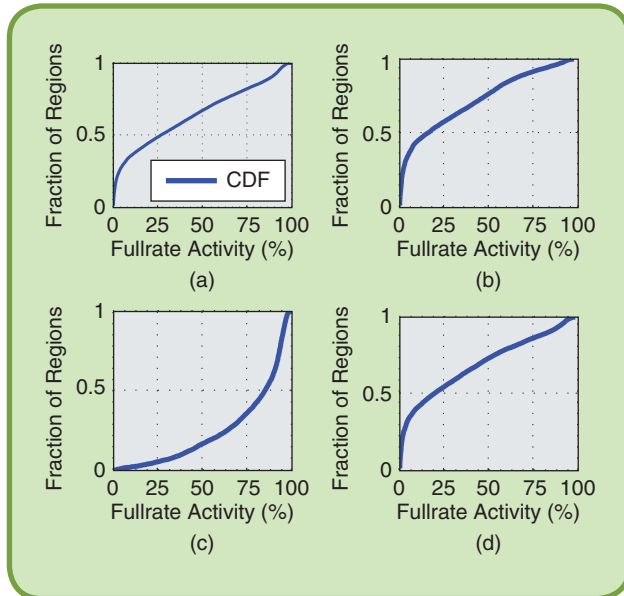 Fraction of Regions
1
0.5
0
0 25 50 75 100
CDF
Fullrate Activity (%)
(a)
Fraction of Regions
1
0.5
0
0 25 50 75 100
Fullrate Activity (%)
(b)
Fraction of Regions
1
0.5
0
0 25 50 75 100
Fullrate Activity (%)
(c)
Fraction of Regions
1
0.5
0
0 25 50 75 100
Fullrate Activity (%)
(d)